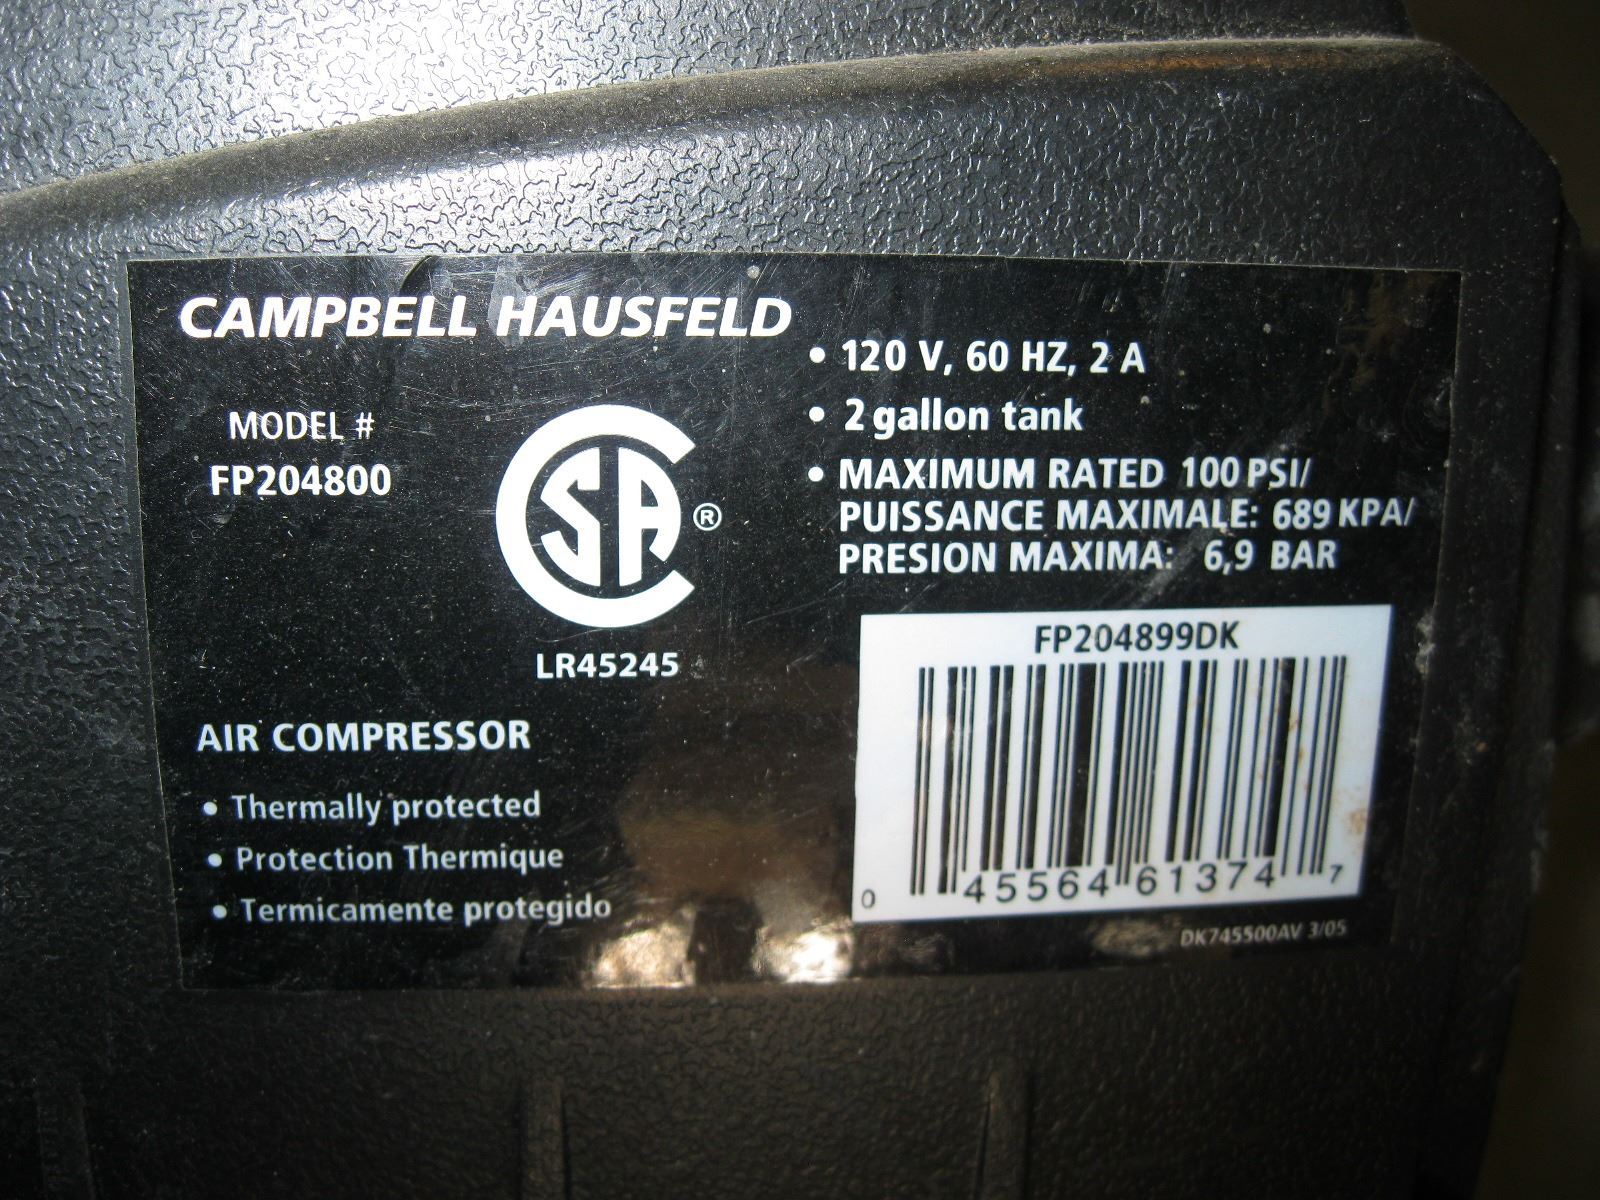 CAMPBELL HAUSFELD
MODEL #
FP204800
CSA ®
LR45245
AIR COMPRESSOR
• Thermally protected
• Protection Thermique
• Termicamente protegido
• 120 V, 60 HZ, 2 A
• 2 gallon tank
• MAXIMUM RATED 100 PSI/
PUISSANCE MAXIMALE: 689 KPA/
PRESION MAXIMA: 6,9 BAR
FP204899DK
0 45564 61374 7
DK745500AV 3/05